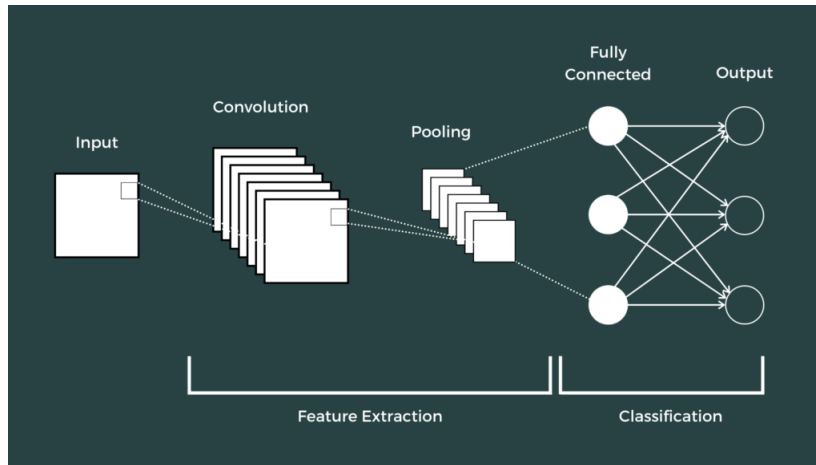 Input
Convolution
Pooling
Fully
Connected
Output
Feature Extraction
Classification